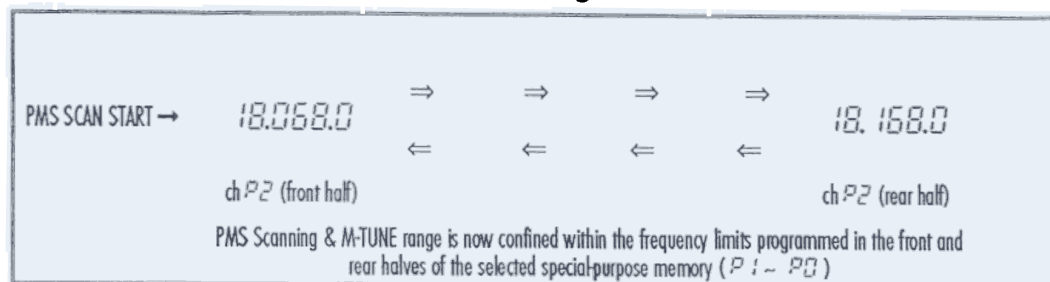 ⇒ ⇒ ⇒ ⇒
PMS SCAN START → 18.068.0 18.168.0
⇐ ⇐ ⇐ ⇐
ch P2 (front half) ch P2 (rear half)
PMS Scanning & M-TUNE range is now confined within the frequency limits programmed in the front and
rear halves of the selected special-purpose memory ( P1 ~ P0 )